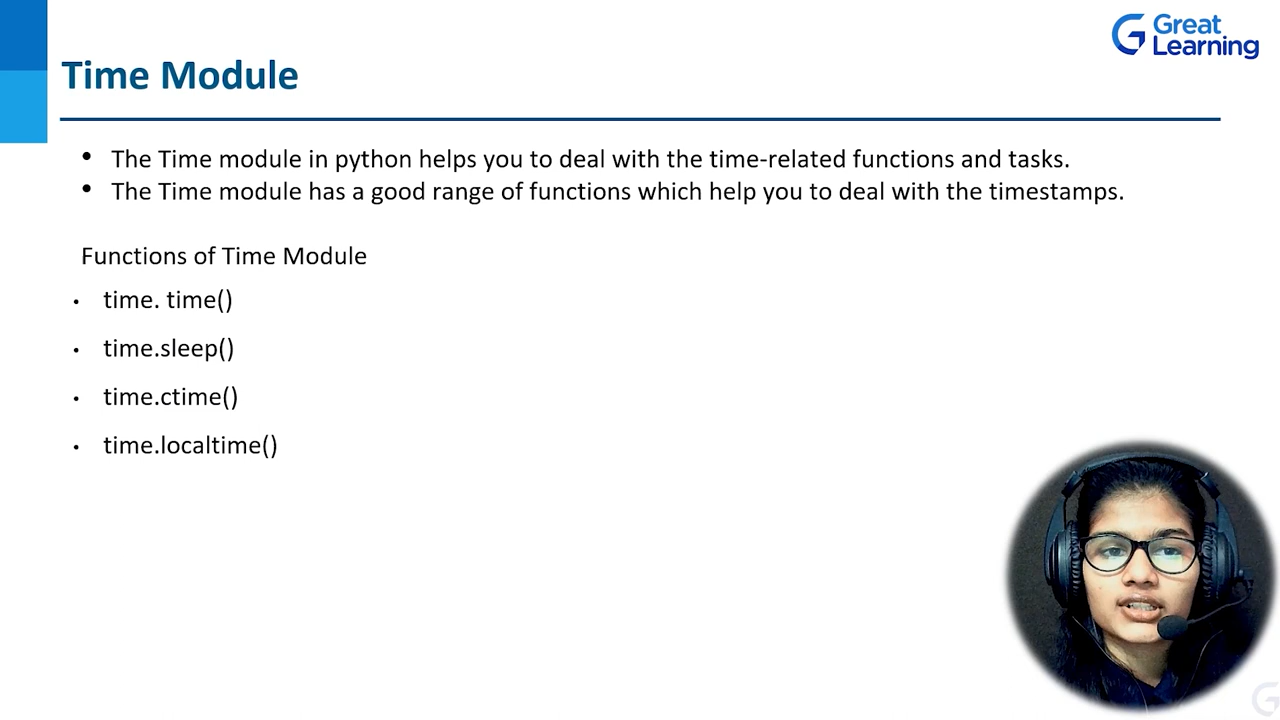 Great
Learning
Time Module
• The Time module in python helps you to deal with the time-related functions and tasks.
• The Time module has a good range of functions which help you to deal with the timestamps.
Functions of Time Module
• time. time()
• time.sleep()
• time.ctime()
• time.localtime()